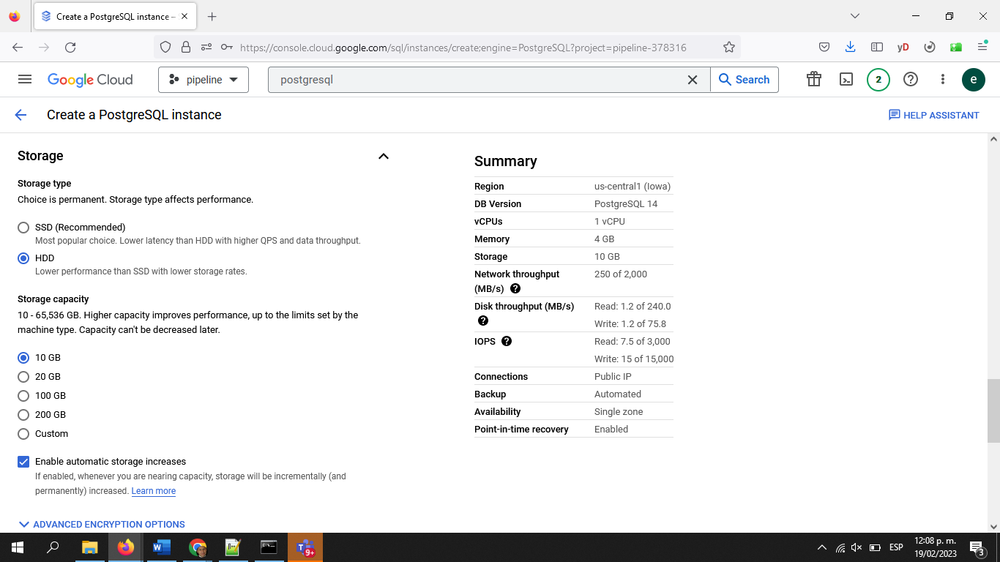 Create a PostgreSQL instance –
https://console.cloud.google.com/sql/instances/create;engine=PostgreSQL?project=pipeline-378316
yD
Google Cloud
pipeline
postgresql
Search
2
e
Create a PostgreSQL instance
HELP ASSISTANT
Storage
Storage type
Choice is permanent. Storage type affects performance.
SSD (Recommended)
Most popular choice. Lower latency than HDD with higher QPS and data throughput.
HDD
Lower performance than SSD with lower storage rates.
Storage capacity
10 - 65,536 GB. Higher capacity improves performance, up to the limits set by the
machine type. Capacity can't be decreased later.
10 GB
20 GB
100 GB
200 GB
Custom
Enable automatic storage increases
If enabled, whenever you are nearing capacity, storage will be incrementally (and
permanently) increased. Learn more
ADVANCED ENCRYPTION OPTIONS
Summary
Region us-central1 (Iowa)
DB Version PostgreSQL 14
vCPUs 1 vCPU
Memory 4 GB
Storage 10 GB
Network throughput (MB/s) 250 of 2,000
Disk throughput (MB/s) Read: 1.2 of 240.0
Write: 1.2 of 75.8
IOPS Read: 7.5 of 3,000
Write: 15 of 15,000
Connections Public IP
Backup Automated
Availability Single zone
Point-in-time recovery Enabled
9+
ESP
12:08 p. m.
19/02/2023
3